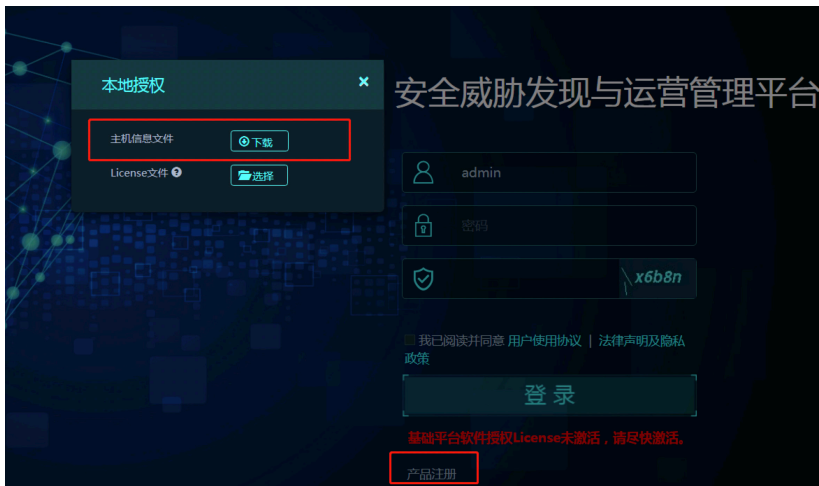 本地授权
×
安全威胁发现与运营管理平台
主机信息文件
下载
License文件
选择
admin
密码
x6b8n
我已阅读并同意 用户使用协议 | 法律声明及隐私
政策
登录
基础平台软件授权License未激活，请尽快激活。
产品注册